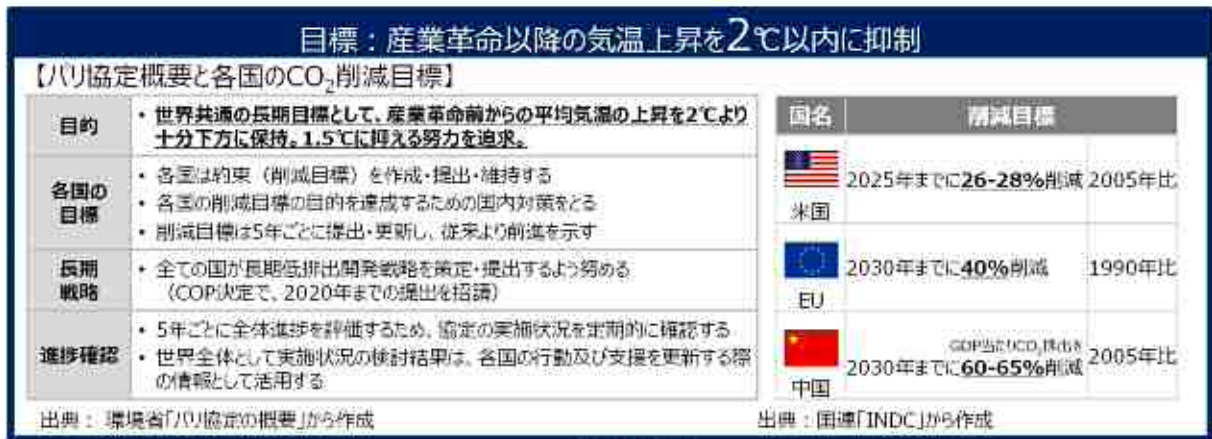 目標：産業革命以降の気温上昇を2℃以内に抑制
【パリ協定概要と各国のCO₂削減目標】
目的
・ 世界共通の長期目標として、産業革命前からの平均気温の上昇を2℃より
十分下方に保持。1.5℃に抑える努力を追求。
各国の
目標
・ 各国は約束（削減目標）を作成・提出・維持する
・ 各国の削減目標の目的を達成するための国内対策をとる
・ 削減目標は5年ごとに提出・更新し、従来より前進を示す
長期
戦略
・ 全ての国が長期低排出開発戦略を策定・提出するよう努める
（COP決定で、2020年までの提出を招請）
進捗確認
・ 5年ごとに全体進捗を評価するため、協定の実施状況を定期的に確認する
・ 世界全体として実施状況の検討結果は、各国の行動及び支援を更新する際
の情報として活用する
出典： 環境省「パリ協定の概要」から作成
国名 削減目標
米国
2025年までに26-28%削減 2005年比
EU
2030年までに40%削減 1990年比
中国
GDP当たりCO₂排出を
2030年までに60-65%削減 2005年比
出典：国連「INDC」から作成